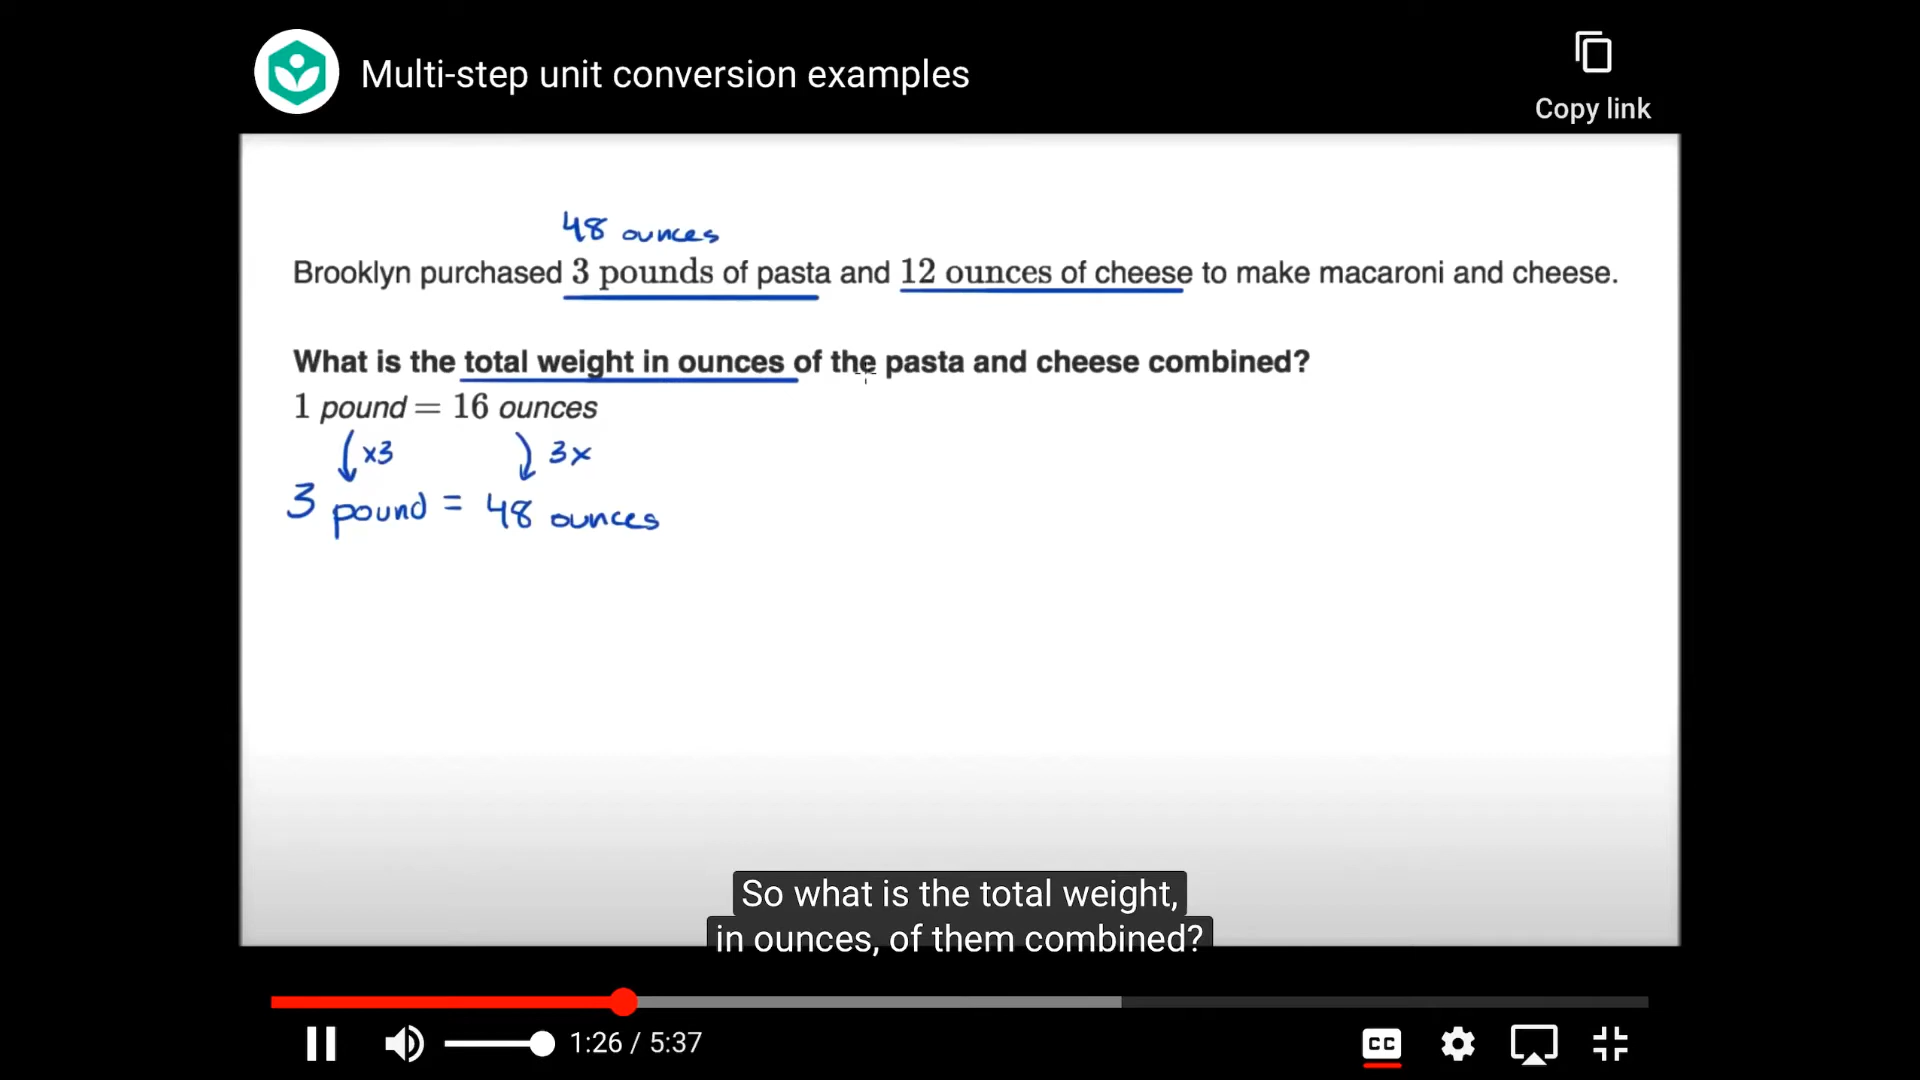 Multi-step unit conversion examples
Copy link
48 ounces
Brooklyn purchased 3 pounds of pasta and 12 ounces of cheese to make macaroni and cheese.
What is the total weight in ounces of the pasta and cheese combined?
1 pound = 16 ounces
x3 3x
3 pound = 48 ounces
So what is the total weight,
in ounces, of them combined?
1:26 / 5:37
CC